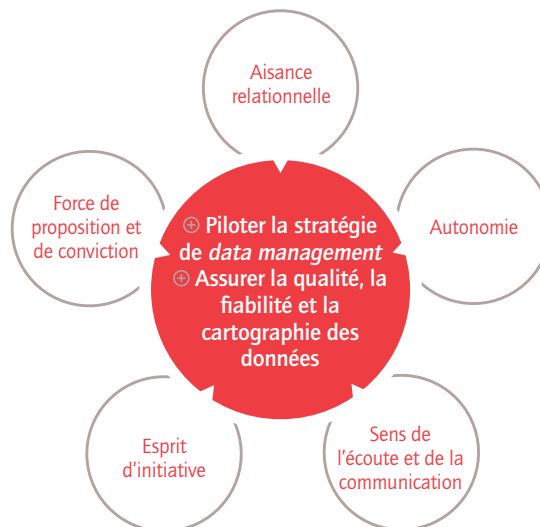 Aisance
relationnelle
Force de
proposition et
de conviction
⊕ Piloter la stratégie
de data management
⊕ Assurer la qualité, la
fiabilité et la
cartographie des
données
Autonomie
Esprit
d'initiative
Sens de
l'écoute et de la
communication